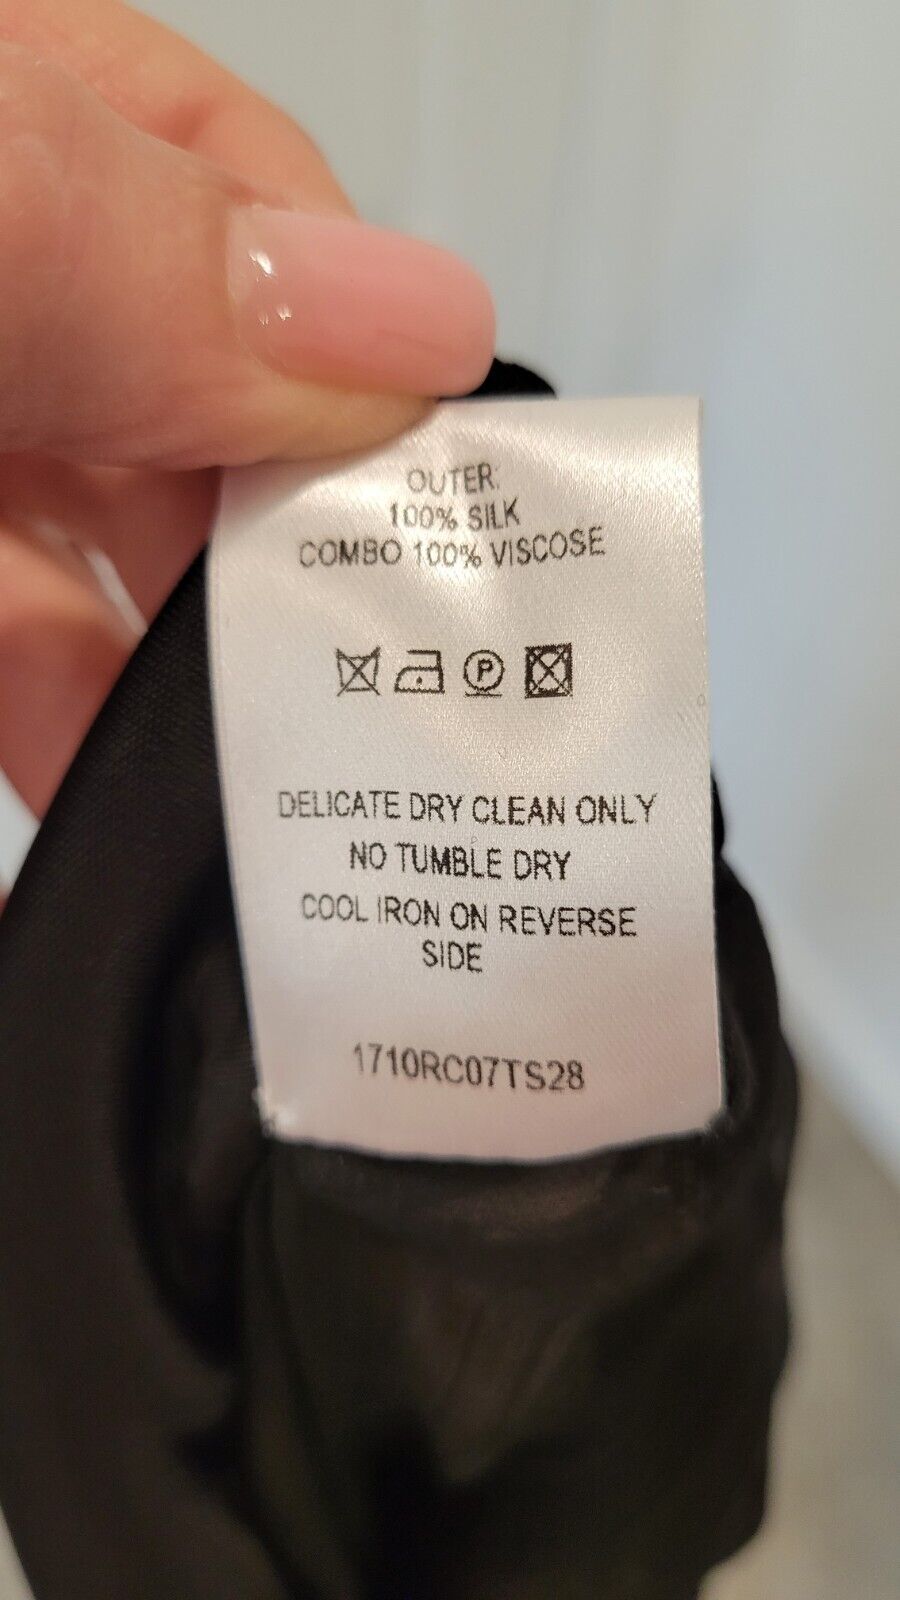 OUTER:
100% SILK
COMBO 100% VISCOSE
P
DELICATE DRY CLEAN ONLY
NO TUMBLE DRY
COOL IRON ON REVERSE
SIDE
1710RC07TS28